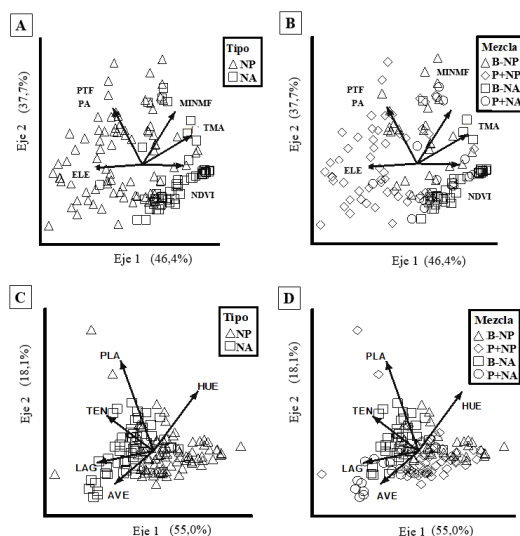 A
Tipo
NP
NA
PTF
PA
MINMF
TMA
ELE
NDVI
Eje 2 (37,7%)
Eje 1 (46,4%)
B
Mezcla
B-NP
P+NP
B-NA
P+NA
PTF
PA
MINMF
TMA
ELE
NDVI
Eje 2 (37,7%)
Eje 1 (46,4%)
C
Tipo
NP
NA
PLA
HUE
TEN
LAG
AVE
Eje 2 (18,1%)
Eje 1 (55,0%)
D
Mezcla
B-NP
P+NP
B-NA
P+NA
PLA
HUE
TEN
LAG
AVE
Eje 2 (18,1%)
Eje 1 (55,0%)